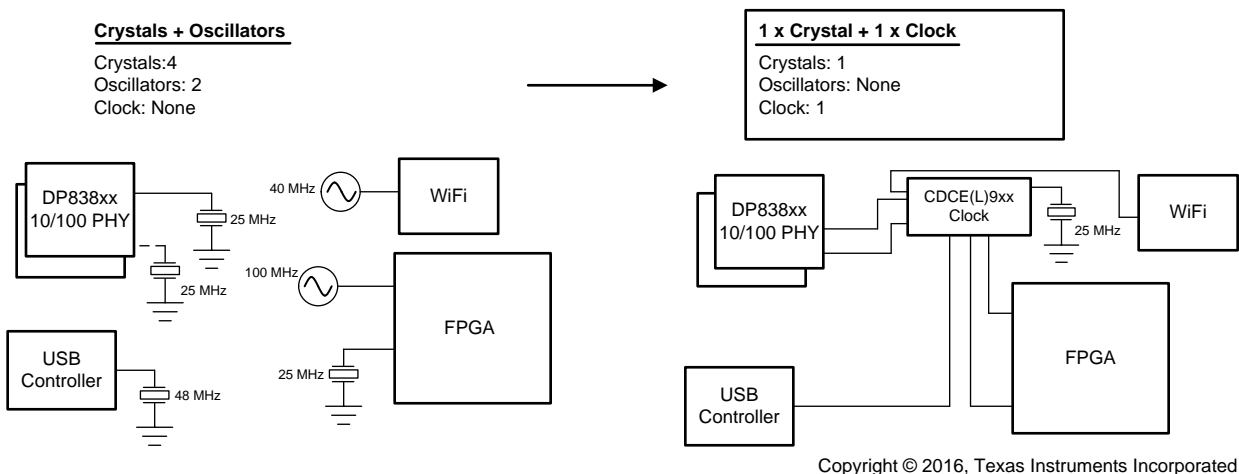 Crystals + Oscillators
Crystals:4
Oscillators: 2
Clock: None
1 x Crystal + 1 x Clock
Crystals: 1
Oscillators: None
Clock: 1
DP838xx
10/100 PHY
25 MHz
25 MHz
USB
Controller
48 MHz
40 MHz
WiFi
100 MHz
FPGA
25 MHz
DP838xx
10/100 PHY
CDCE(L)9xx
Clock
25 MHz
WiFi
FPGA
USB
Controller
Copyright © 2016, Texas Instruments Incorporated